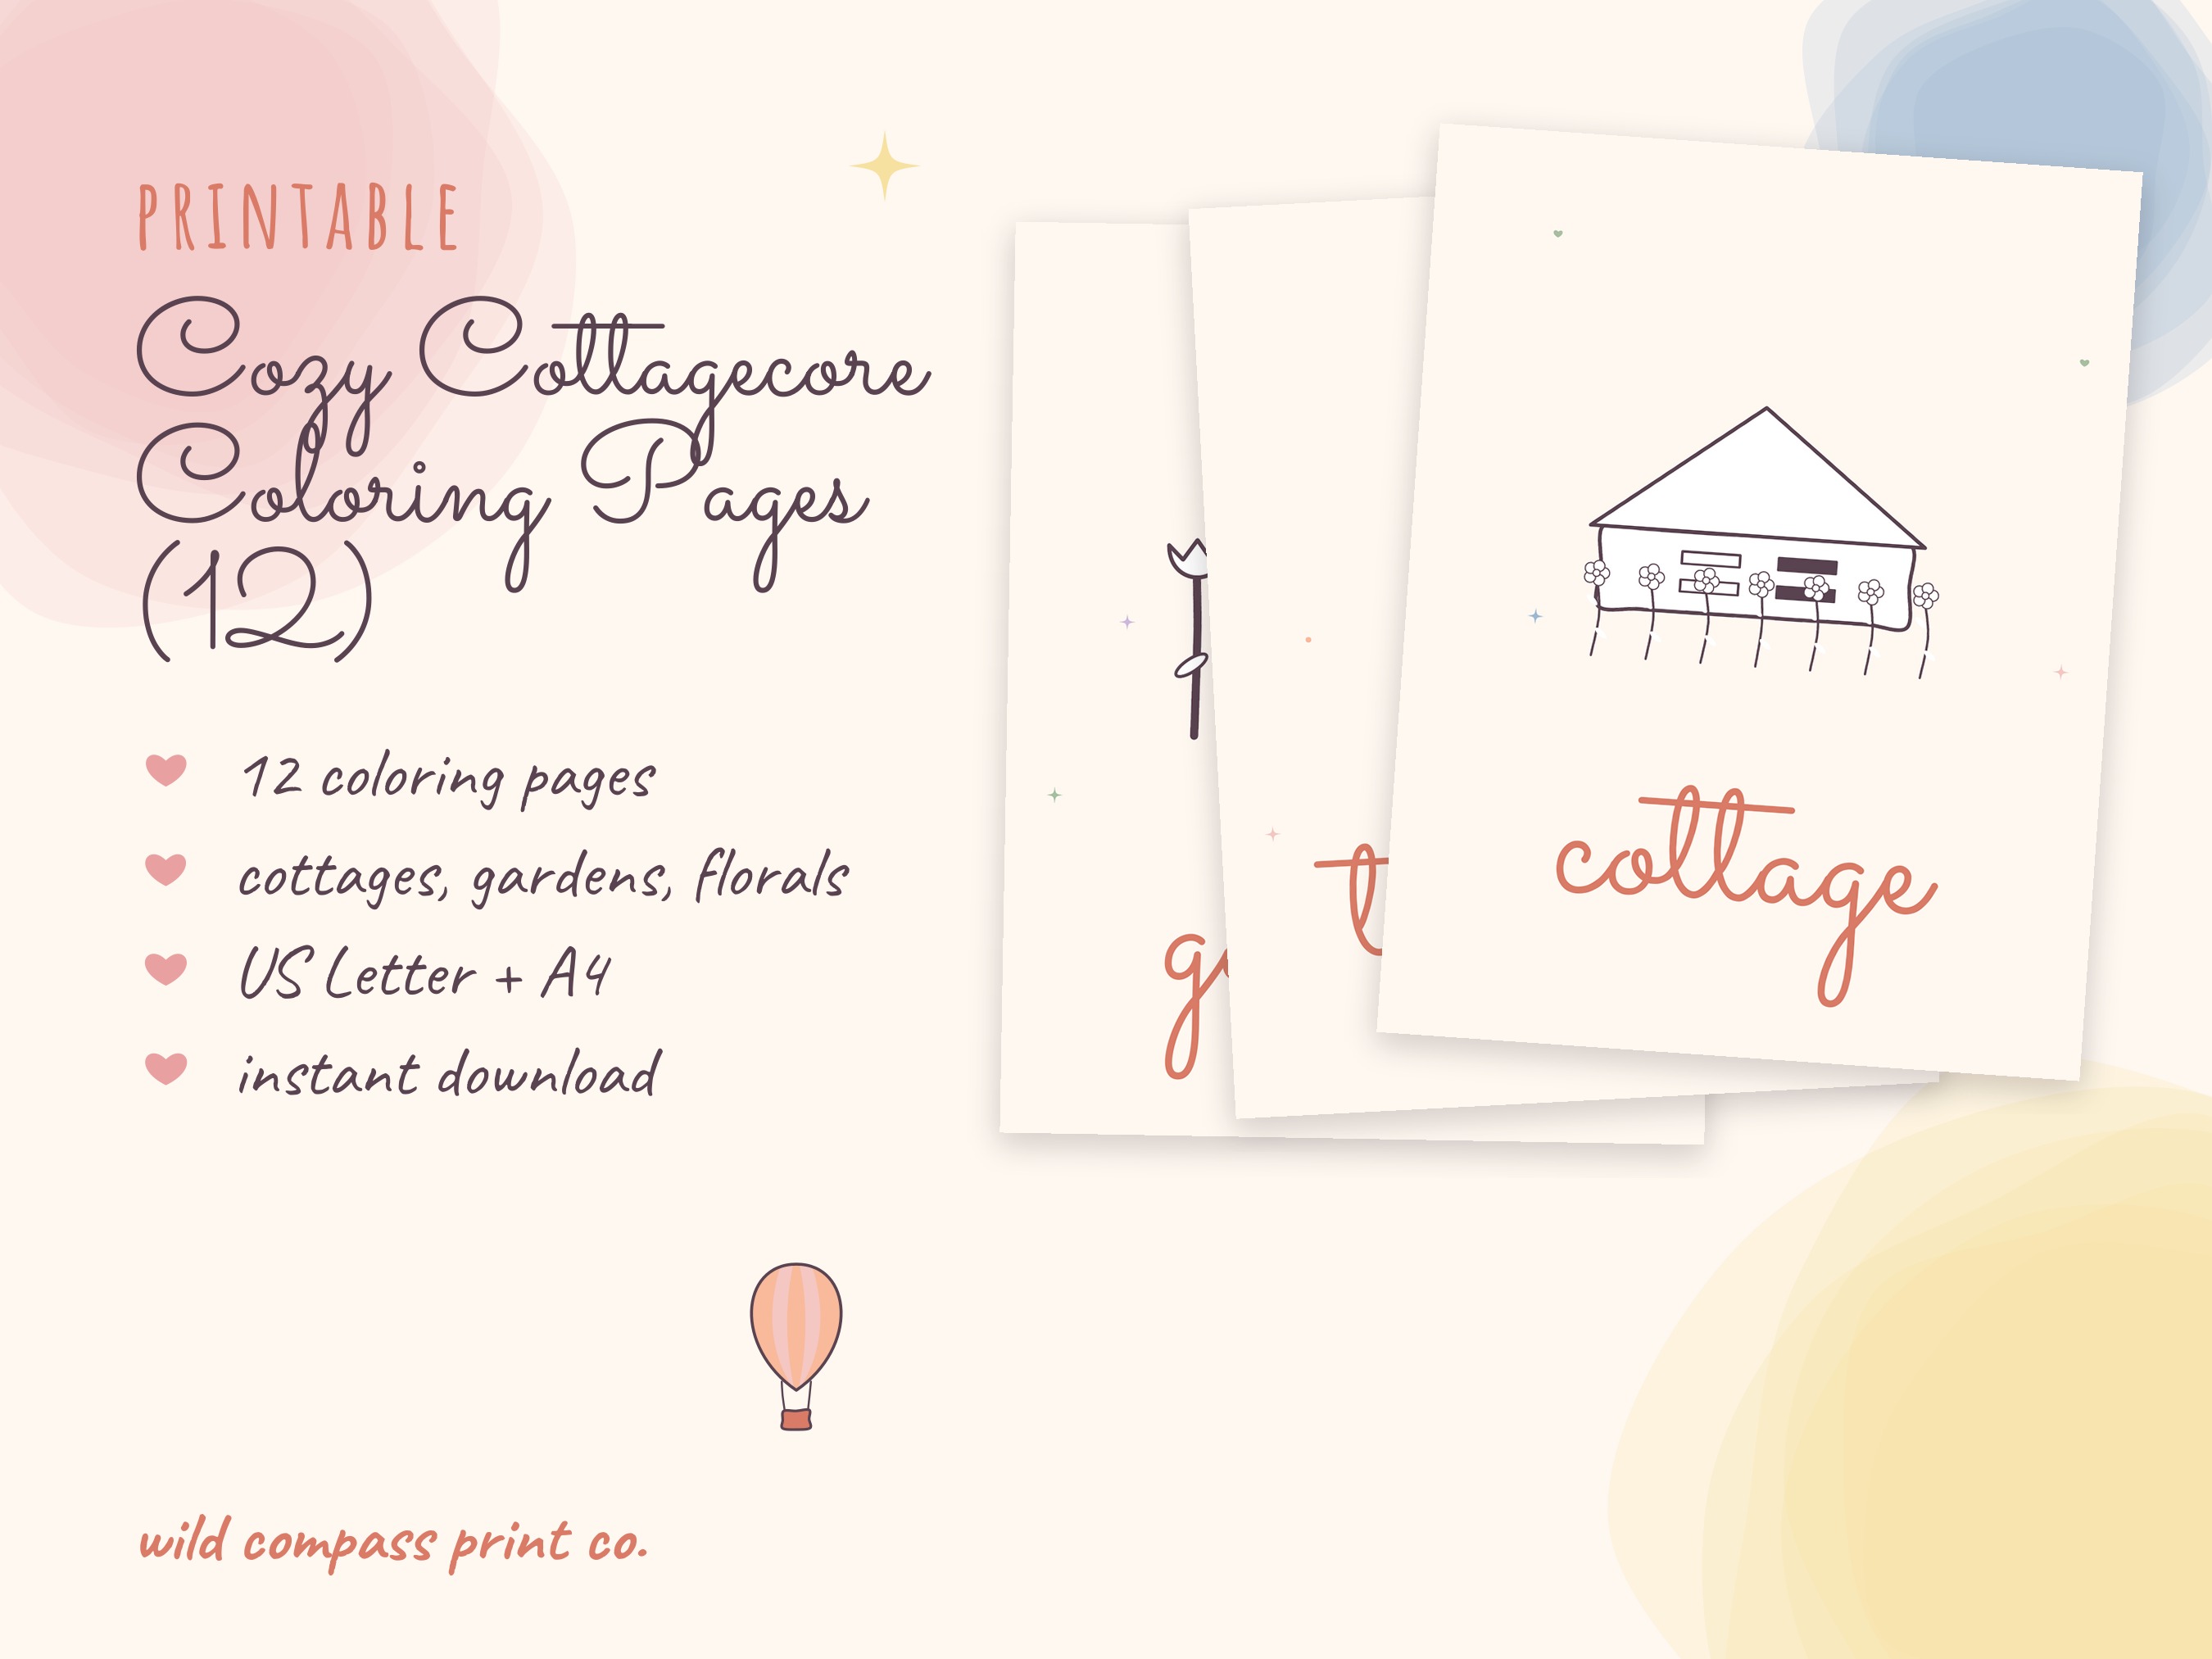 PRINTABLE
Cozy Cottagecore
Coloring Pages
(12)
12 coloring pages
cottages, gardens, florals
US Letter + A4
instant download
cottage
wild compass print co.